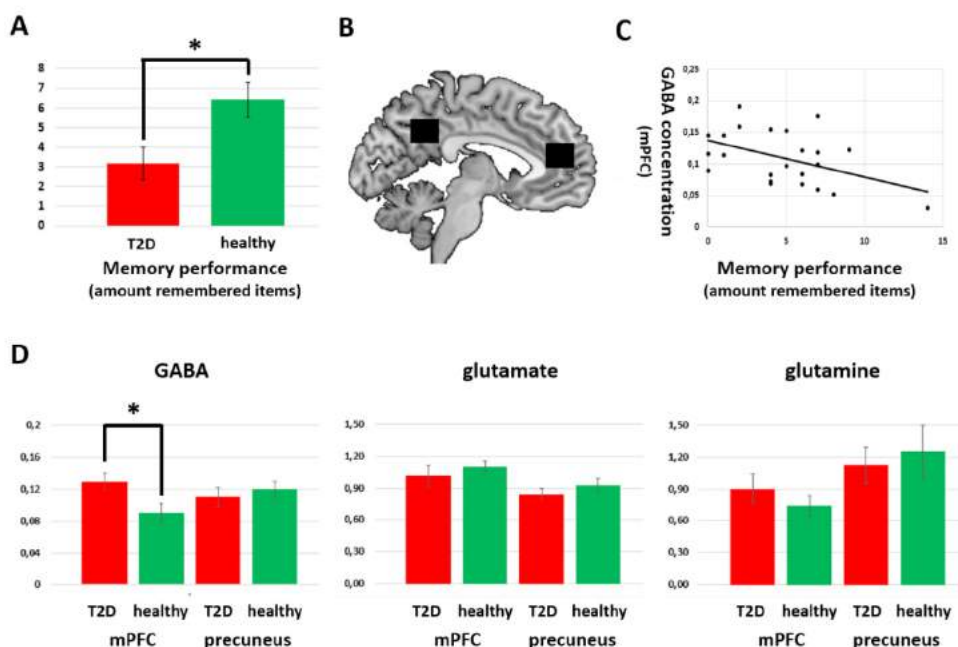 A
*
8
7
6
5
4
3
2
1
0
T2D healthy
Memory performance
(amount remembered items)
B
C
GABA concentration
(mPFC)
0,25
0,2
0,15
0,1
0,05
0
0 5 10 15
Memory performance
(amount remembered items)
D
GABA
*
0,2
0,16
0,12
0,08
0,04
0
T2D healthy T2D healthy
mPFC precuneus
glutamate
1,50
1,20
0,90
0,60
0,30
0,00
T2D healthy T2D healthy
mPFC precuneus
glutamine
1,50
1,20
0,90
0,60
0,30
0,00
T2D healthy T2D healthy
mPFC precuneus